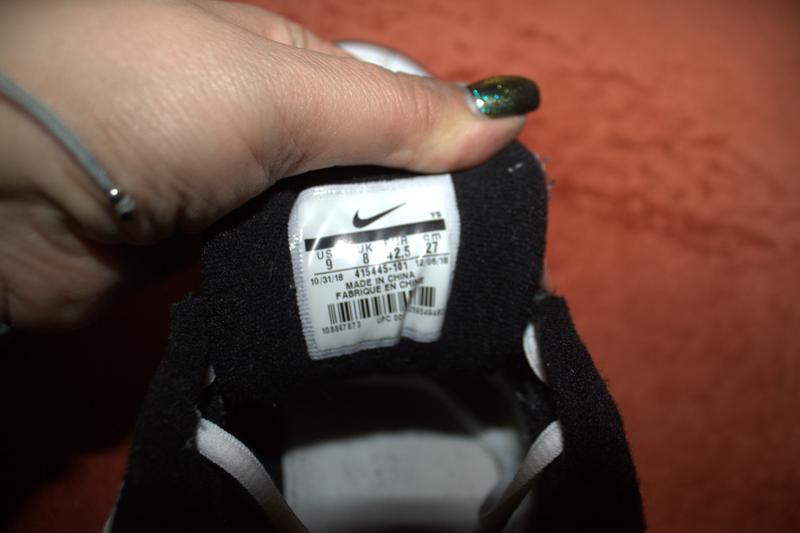 YS
US UK EUR cm
9 8 42.5 27
10/31/18 415445-101 12/06/18
MADE IN CHINA
FABRIQUE EN CHINE
UPC